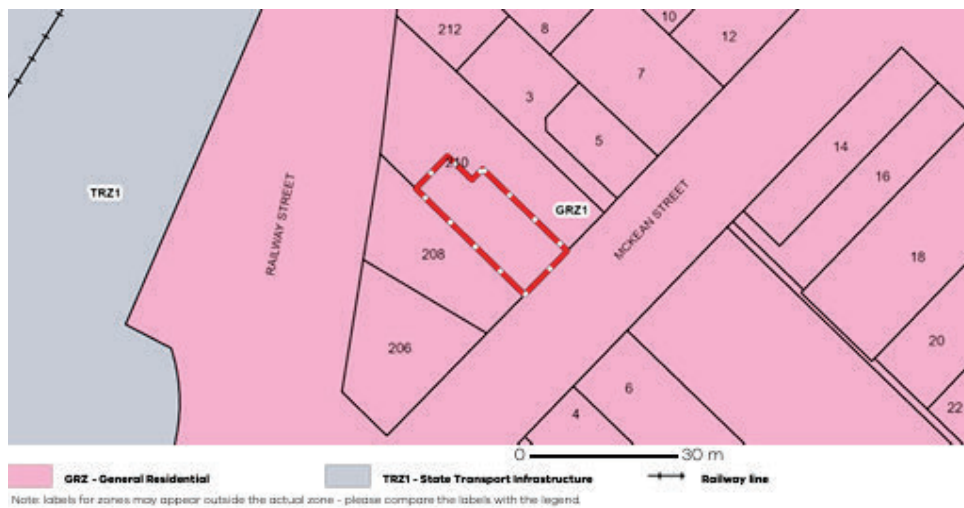 212
8
10
12
7
3
5
14
210
16
TRZ1
GRZ1
RAILWAY STREET
MCKEAN STREET
208
18
206
20
6
4
22
0 30 m
GRZ - General Residential TRZ1 - State Transport Infrastructure Railway line
Note: labels for zones may appear outside the actual zone - please compare the labels with the legend.